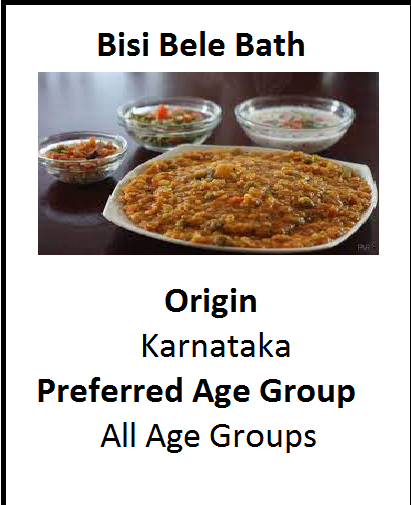 Bisi Bele Bath
Origin
Karnataka
Preferred Age Group
All Age Groups